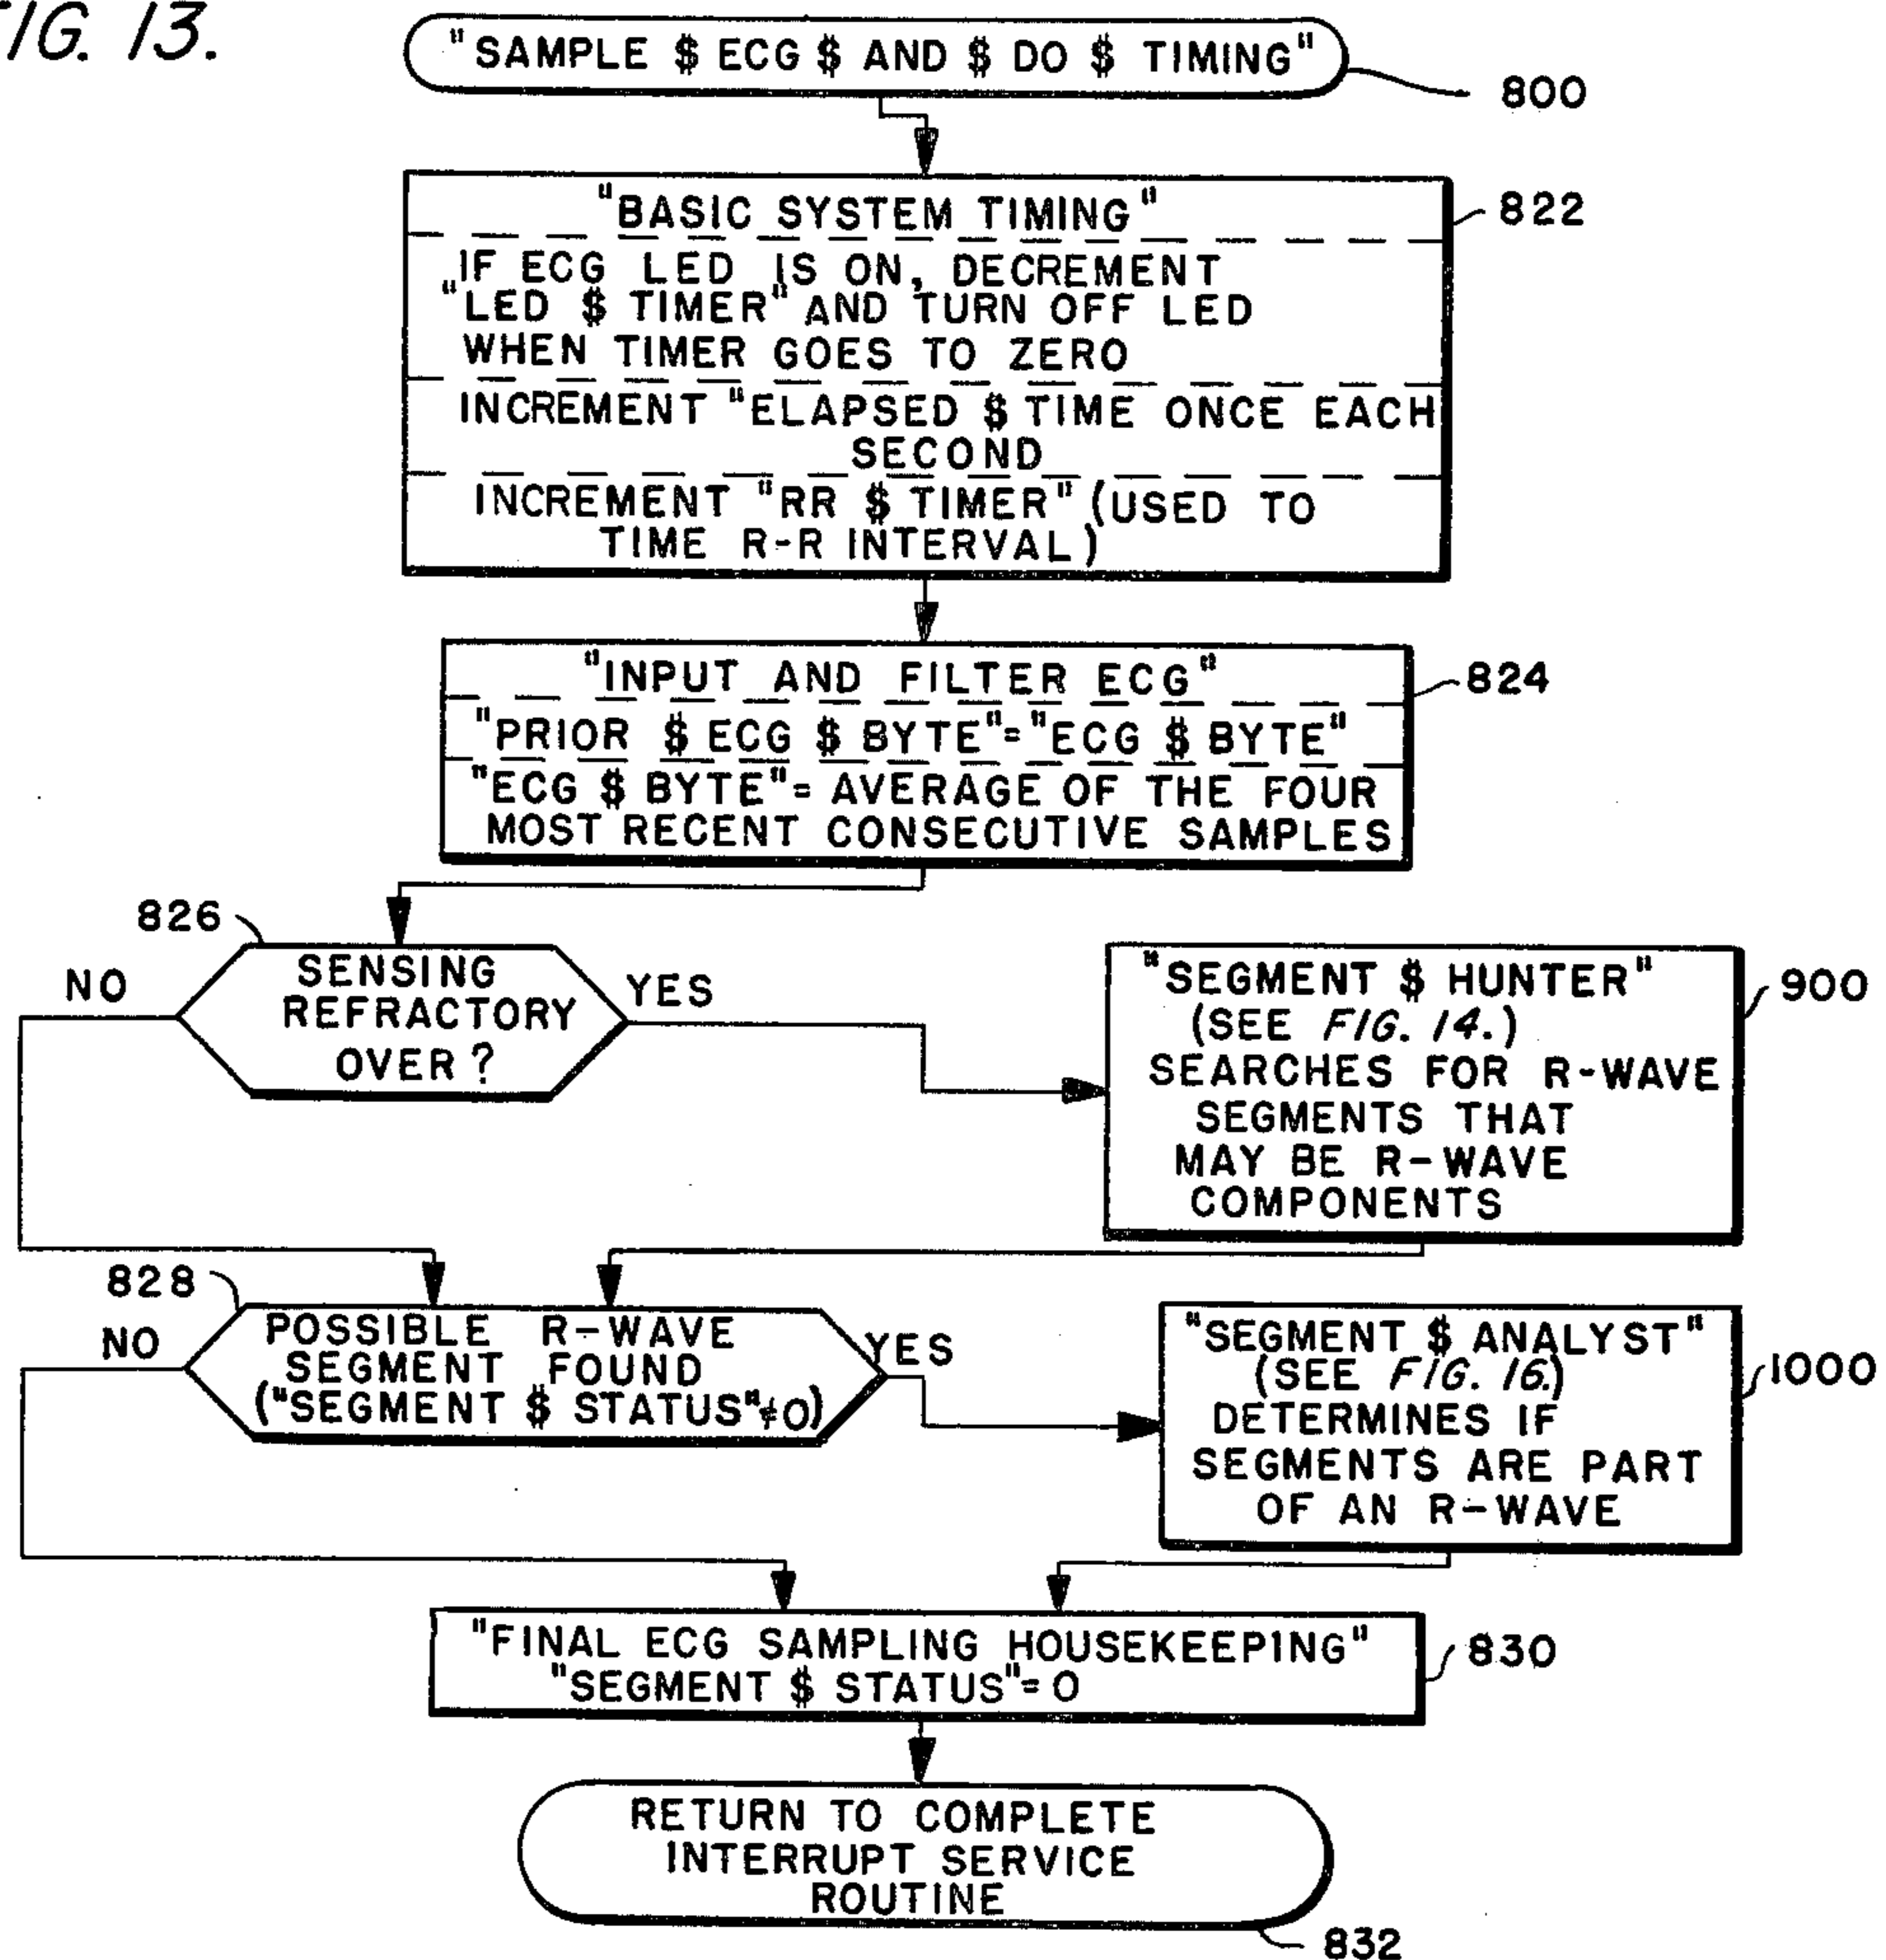 FIG. 13.
"SAMPLE $ ECG $ AND $ DO $ TIMING"
800
"BASIC SYSTEM TIMING"
822
IF ECG LED IS ON, DECREMENT
"LED $ TIMER" AND TURN OFF LED
WHEN TIMER GOES TO ZERO
INCREMENT "ELAPSED $ TIME ONCE EACH
SECOND
INCREMENT "RR $ TIMER" (USED TO
TIME R-R INTERVAL)
"INPUT AND FILTER ECG"
824
"PRIOR $ ECG $ BYTE"="ECG $ BYTE"
"ECG $ BYTE"= AVERAGE OF THE FOUR
MOST RECENT CONSECUTIVE SAMPLES
826
NO
SENSING
REFRACTORY
OVER ?
YES
"SEGMENT $ HUNTER"
(SEE FIG. 14.)
SEARCHES FOR R-WAVE
SEGMENTS THAT
MAY BE R-WAVE
COMPONENTS
900
828
NO
POSSIBLE R-WAVE
SEGMENT FOUND
("SEGMENT $ STATUS"≠0)
YES
"SEGMENT $ ANALYST"
(SEE FIG. 16.)
DETERMINES IF
SEGMENTS ARE PART
OF AN R-WAVE
1000
"FINAL ECG SAMPLING HOUSEKEEPING"
"SEGMENT $ STATUS"= 0
830
RETURN TO COMPLETE
INTERRUPT SERVICE
ROUTINE
832